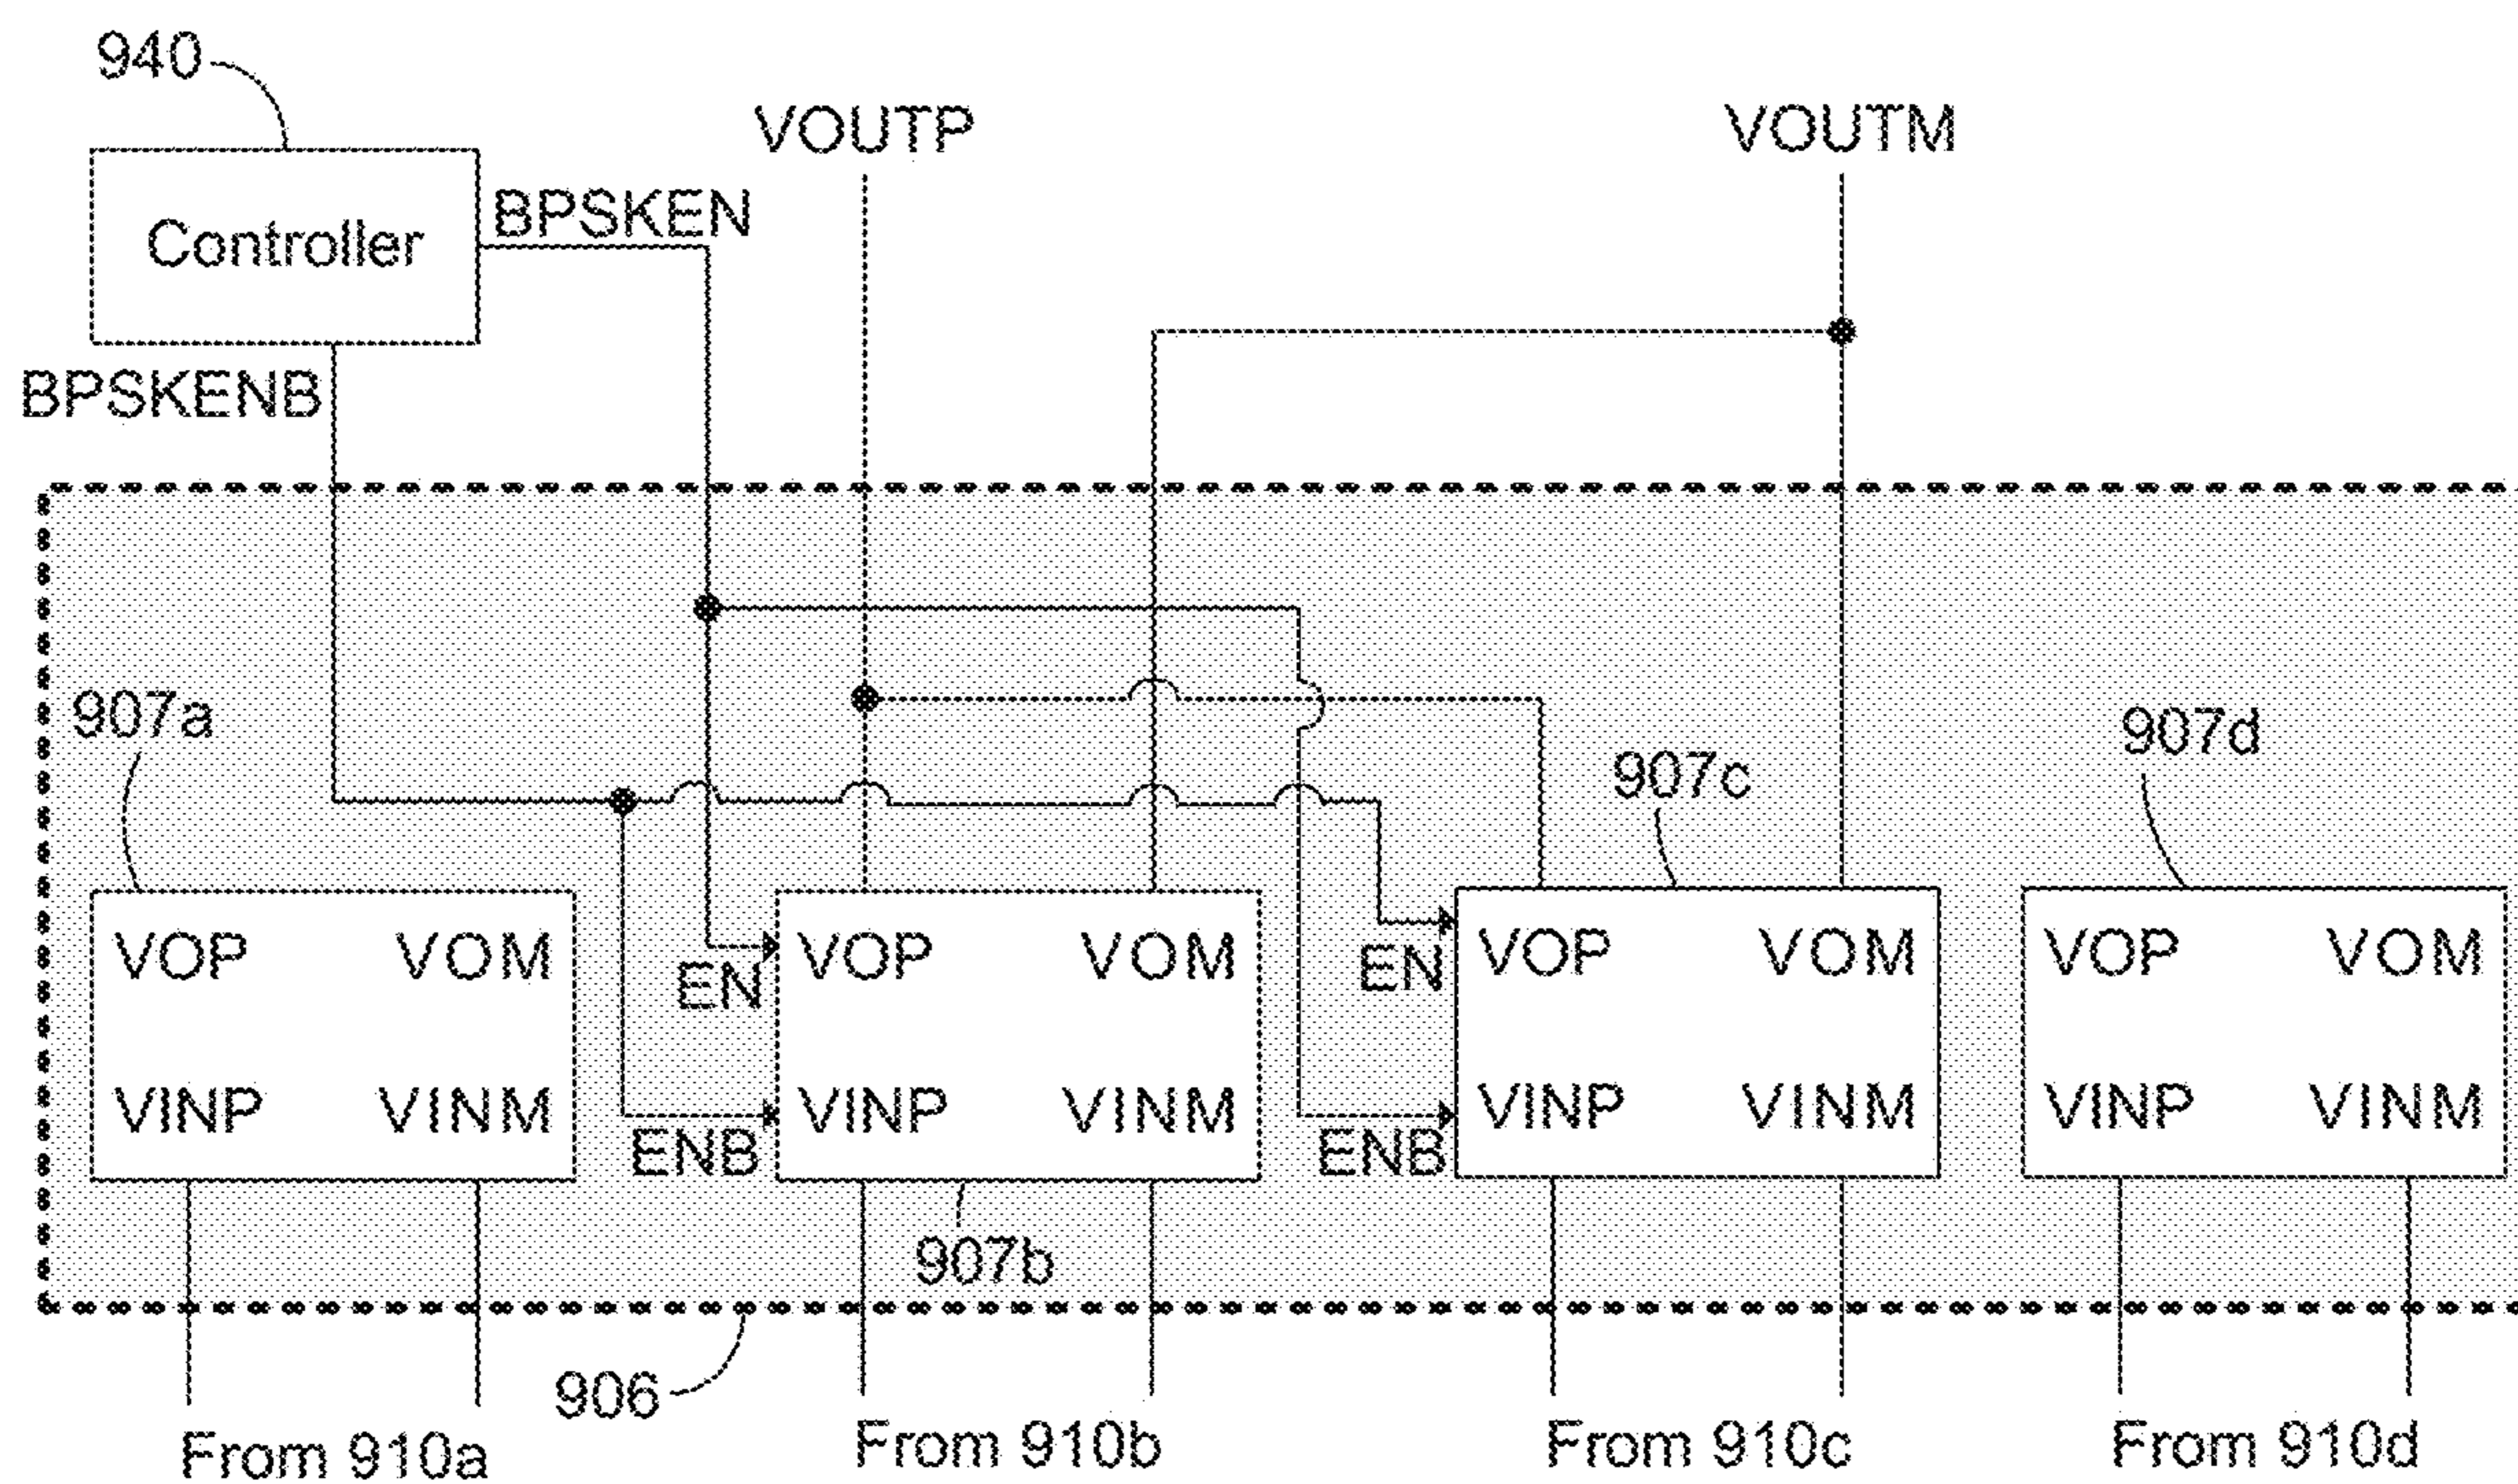 940
VOUTP VOUTM
Controller BPSKEN
BPSKENB
907a 907c 907d
VOP VOM EN VOP VOM EN VOP VOM VOP VOM
VINP VINM ENB VINP VINM ENB VINP VINM VINP VINM
907b
906
From 910a From 910b From 910c From 910d